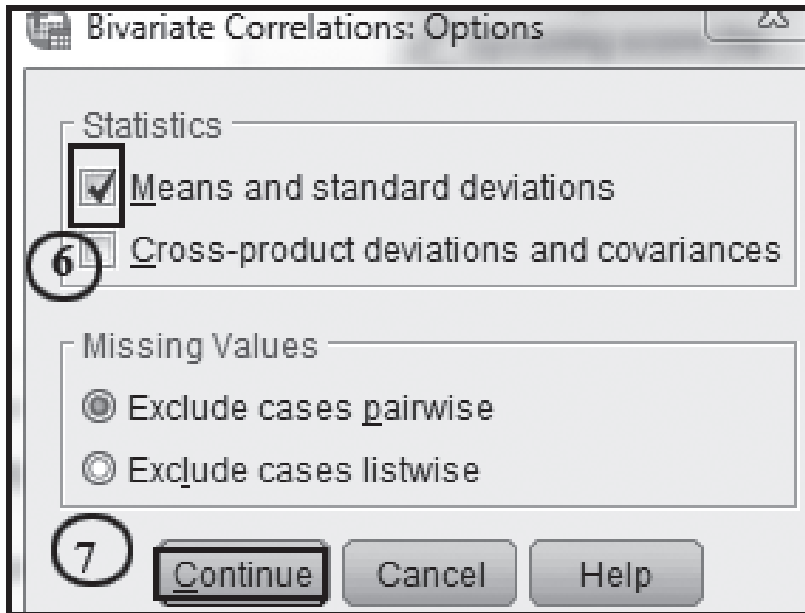 Bivariate Correlations: Options
Statistics
Means and standard deviations
6
Cross-product deviations and covariances
Missing Values
Exclude cases pairwise
Exclude cases listwise
7
Continue Cancel Help